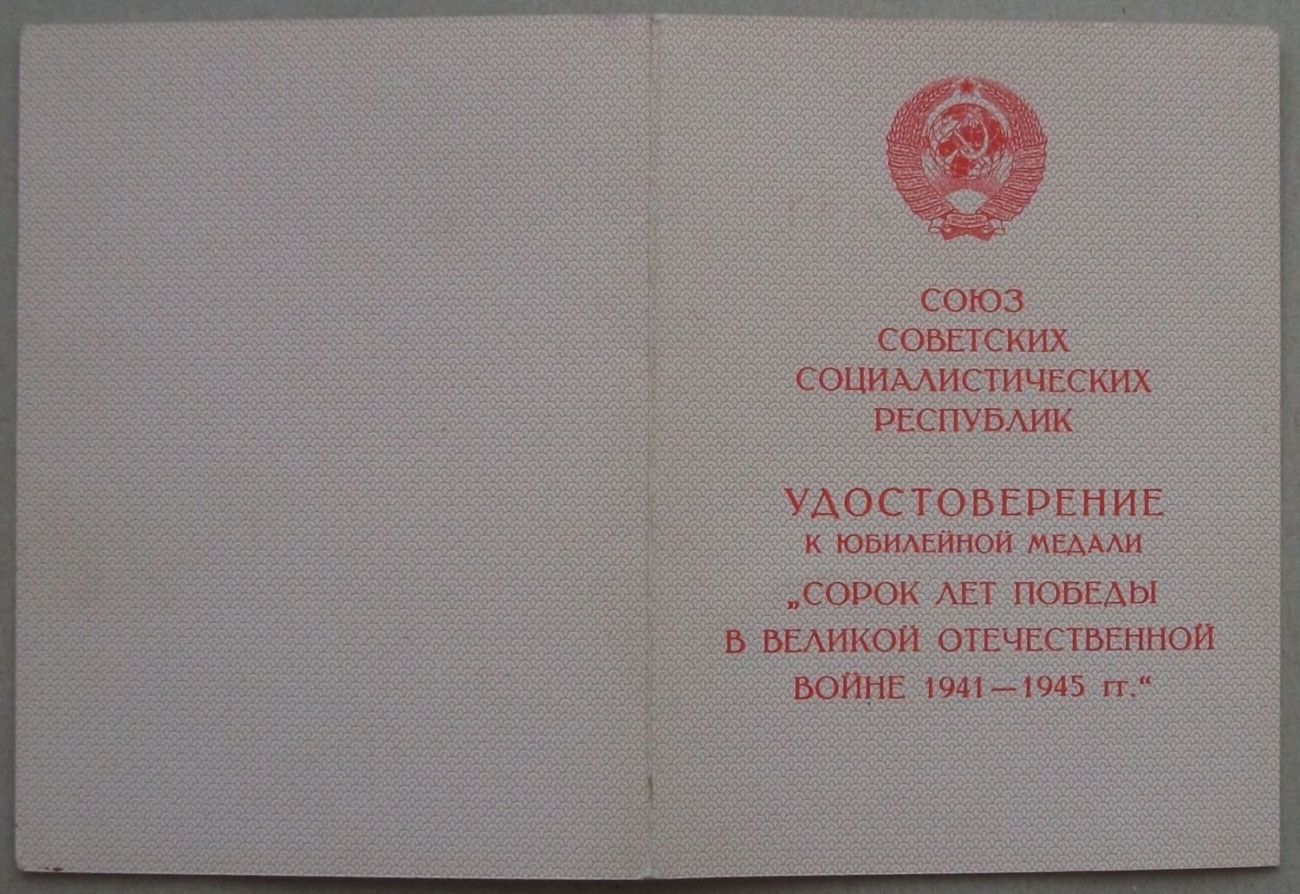 СОЮЗ
СОВЕТСКИХ
СОЦИАЛИСТИЧЕСКИХ
РЕСПУБЛИК
УДОСТОВЕРЕНИЕ
К ЮБИЛЕЙНОЙ МЕДАЛИ
„СОРОК ЛЕТ ПОБЕДЫ
В ВЕЛИКОЙ ОТЕЧЕСТВЕННОЙ
ВОЙНЕ 1941—1945 гг.“